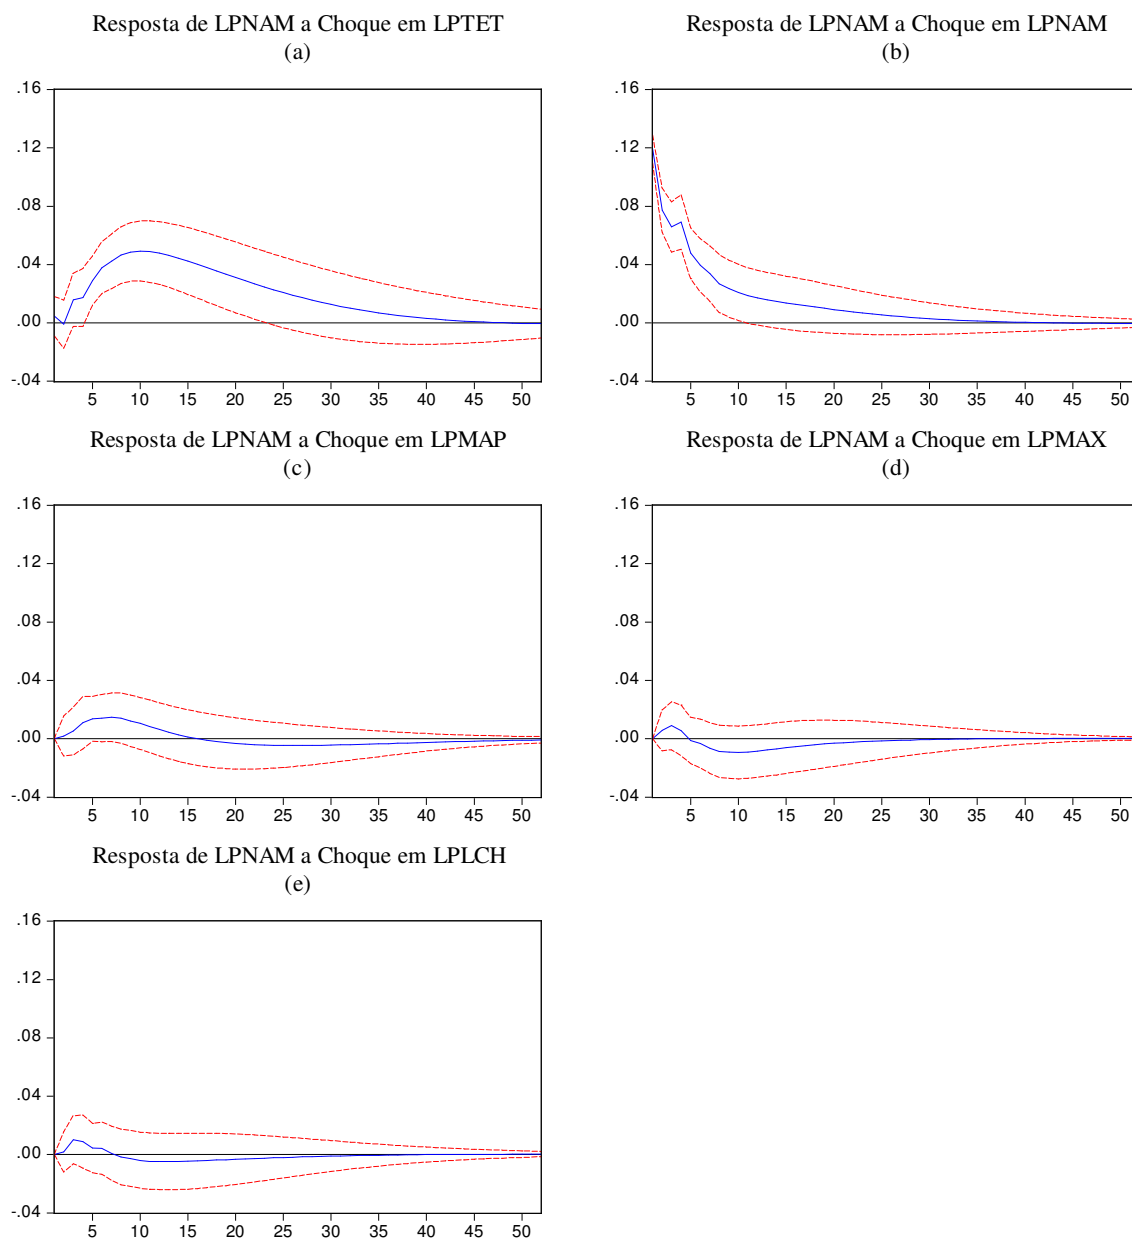 Resposta de LPNAM a Choque em LPTET
(a)
.16
.12
.08
.04
.00
-.04
5 10 15 20 25 30 35 40 45 50
Resposta de LPNAM a Choque em LPNAM
(b)
.16
.12
.08
.04
.00
-.04
5 10 15 20 25 30 35 40 45 50
Resposta de LPNAM a Choque em LPMAP
(c)
.16
.12
.08
.04
.00
-.04
5 10 15 20 25 30 35 40 45 50
Resposta de LPNAM a Choque em LPMAX
(d)
.16
.12
.08
.04
.00
-.04
5 10 15 20 25 30 35 40 45 50
Resposta de LPNAM a Choque em LPLCH
(e)
.16
.12
.08
.04
.00
-.04
5 10 15 20 25 30 35 40 45 50